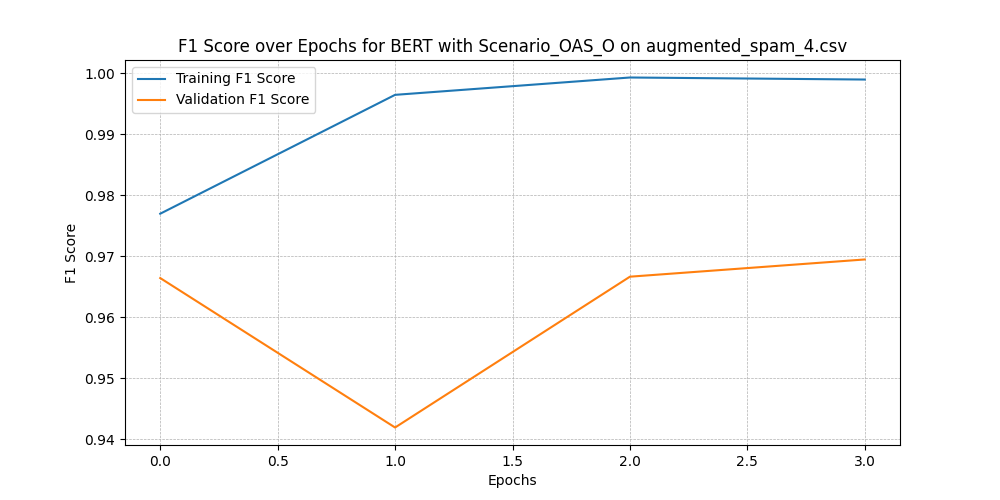 F1 Score over Epochs for BERT with Scenario_OAS_O on augmented_spam_4.csv
Training F1 Score
Validation F1 Score
1.00
0.99
0.98
0.97
0.96
0.95
0.94
F1 Score
0.0 0.5 1.0 1.5 2.0 2.5 3.0
Epochs